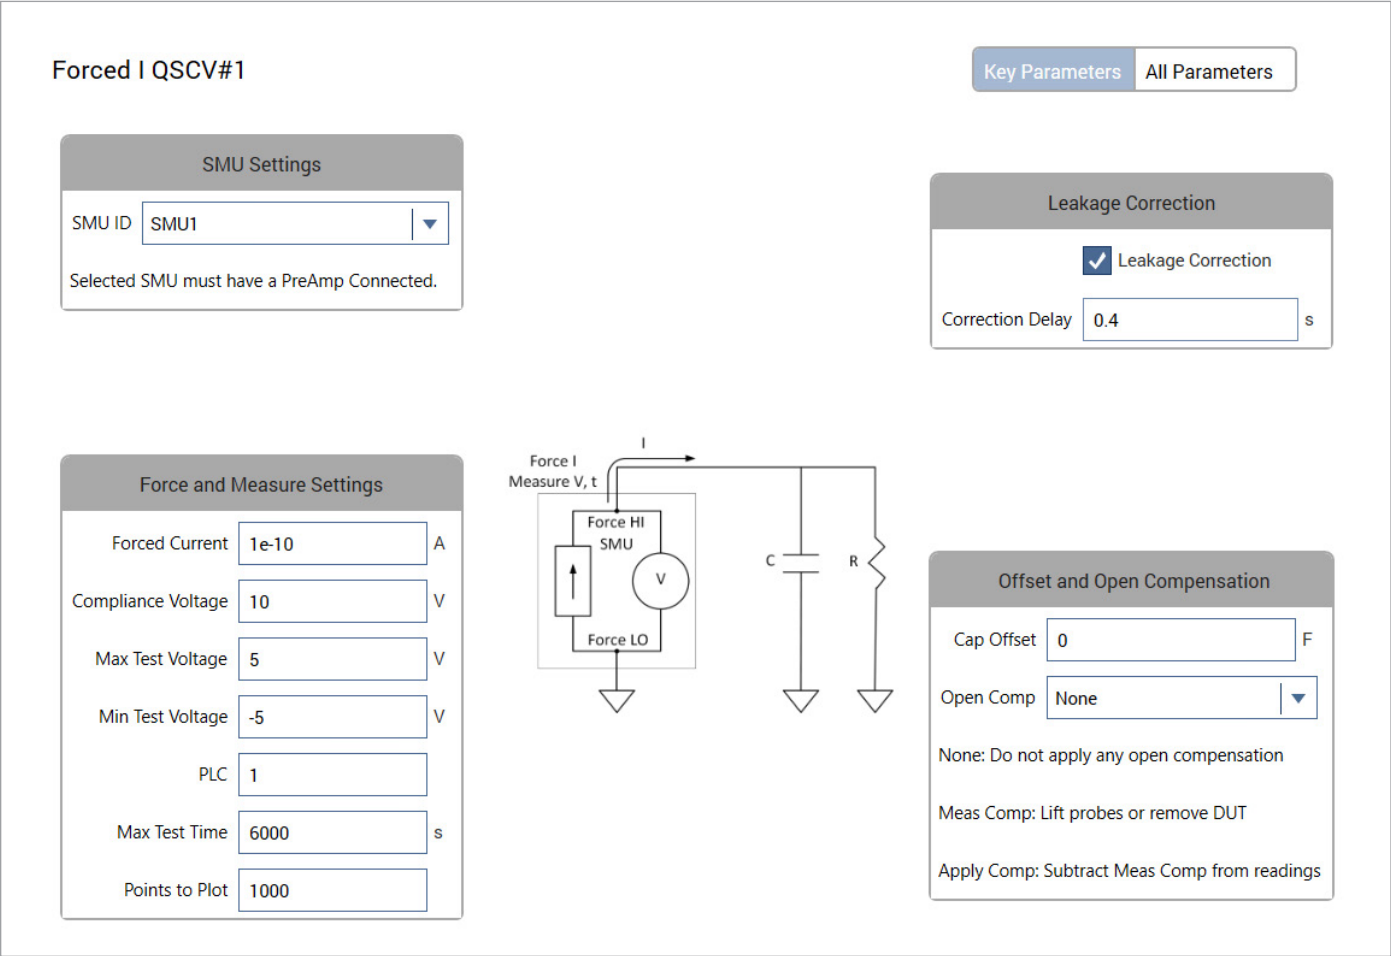 Forced I QSCV#1
Key Parameters
All Parameters
SMU Settings
SMU ID
SMU1
Selected SMU must have a PreAmp Connected.
Leakage Correction
Leakage Correction
Correction Delay
0.4
s
Force and Measure Settings
Forced Current
1e-10
A
Compliance Voltage
10
V
Max Test Voltage
5
V
Min Test Voltage
-5
V
PLC
1
Max Test Time
6000
s
Points to Plot
1000
I
Force I
Measure V, t
Force HI
SMU
V
Force LO
C
R
Offset and Open Compensation
Cap Offset
0
F
Open Comp
None
None: Do not apply any open compensation
Meas Comp: Lift probes or remove DUT
Apply Comp: Subtract Meas Comp from readings